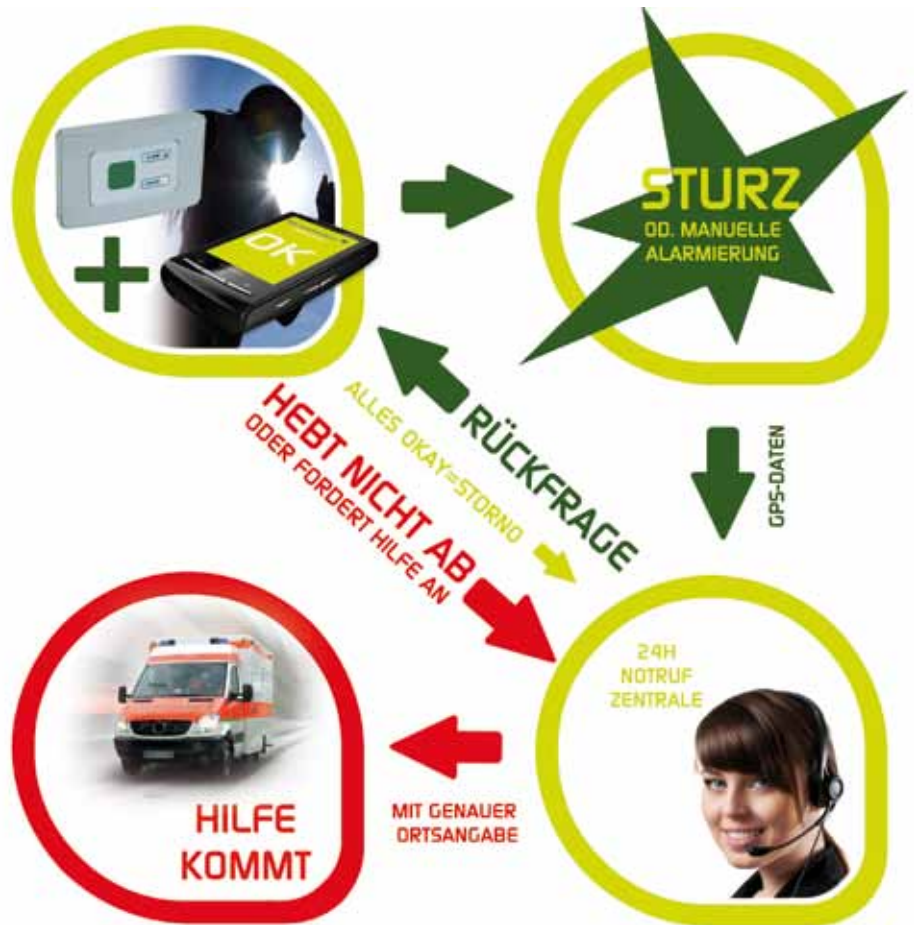 OK
STURZ
OD. MANUELLE
ALARMIERUNG
GPS-DATEN
RÜCKFRAGE
ALLES OKAY=STORNO
HEBT NICHT AB
ODER FORDERT HILFE AN
24H
NOTRUF
ZENTRALE
MIT GENAUER
ORTSANGABE
HILFE
KOMMT